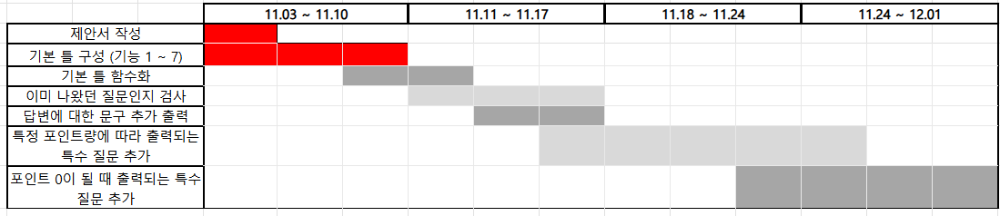 11.03 ~ 11.10 11.11 ~ 11.17 11.18 ~ 11.24 11.24 ~ 12.01
제안서 작성
기본 틀 구성 (기능 1 ~ 7)
기본 틀 함수화
이미 나왔던 질문인지 검사
답변에 대한 문구 추가 출력
특정 포인트량에 따라 출력되는
특수 질문 추가
포인트 0이 될 때 출력되는 특수
질문 추가